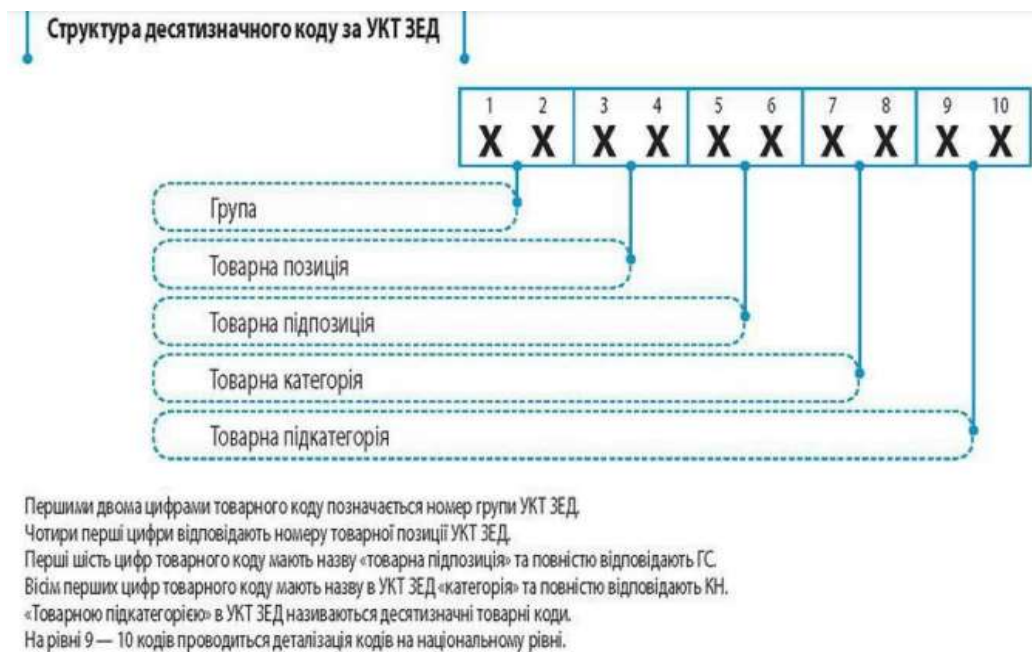 Структура десятизначного коду за УКТ ЗЕД
1 2 3 4 5 6 7 8 9 10
X X X X X X X X X X
Група
Товарна позиція
Товарна підпозиція
Товарна категорія
Товарна підкатегорія
Першими двома цифрами товарного коду позначається номер групи УКТ ЗЕД.
Чотири перші цифри відповідають номеру товарної позиції УКТ ЗЕД.
Перші шість цифр товарного коду мають назву «товарна підпозиція» та повністю відповідають ГС.
Вісім перших цифр товарного коду мають назву в УКТ ЗЕД «категорія» та повністю відповідають КН.
«Товарною підкатегорією» в УКТ ЗЕД називаються десятизначні товарні коди.
На рівні 9 — 10 кодів проводиться деталізація кодів на національному рівні.